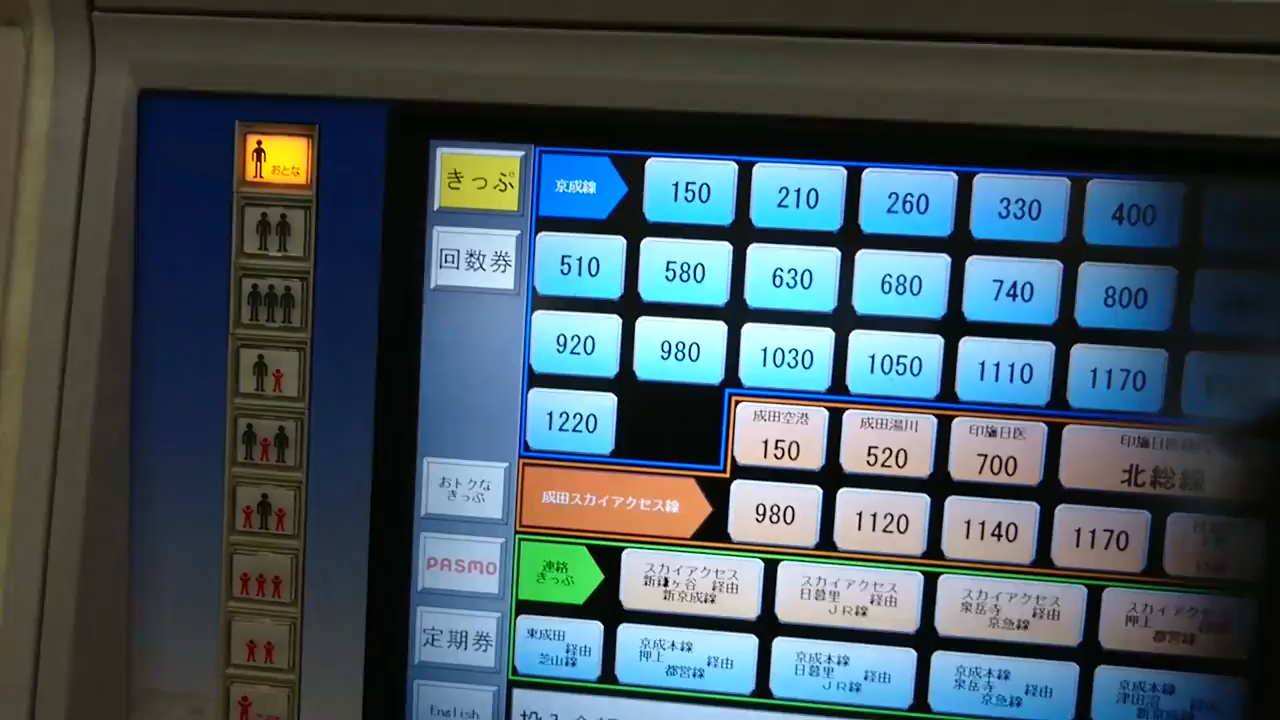 おとな
きっぷ
回数券
おトクな
きっぷ
PASMO
定期券
English
京成線
150
210
260
330
400
510
580
630
680
740
800
920
980
1030
1050
1110
1170
1220
成田スカイアクセス線
成田空港
150
成田湯川
520
印旛日医
700
印旛日医
北総線
980
1120
1140
1170
連絡
きっぷ
スカイアクセス
新鎌ヶ谷 経由
新京成線
スカイアクセス
日暮里 経由
JR線
スカイアクセス
泉岳寺 経由
京急線
スカイアクセス
押上 経由
都営線
東成田
経由
芝山線
京成本線
押上 経由
都営線
京成本線
日暮里 経由
JR線
京成本線
泉岳寺 経由
京急線
京成本線
津田沼 経由